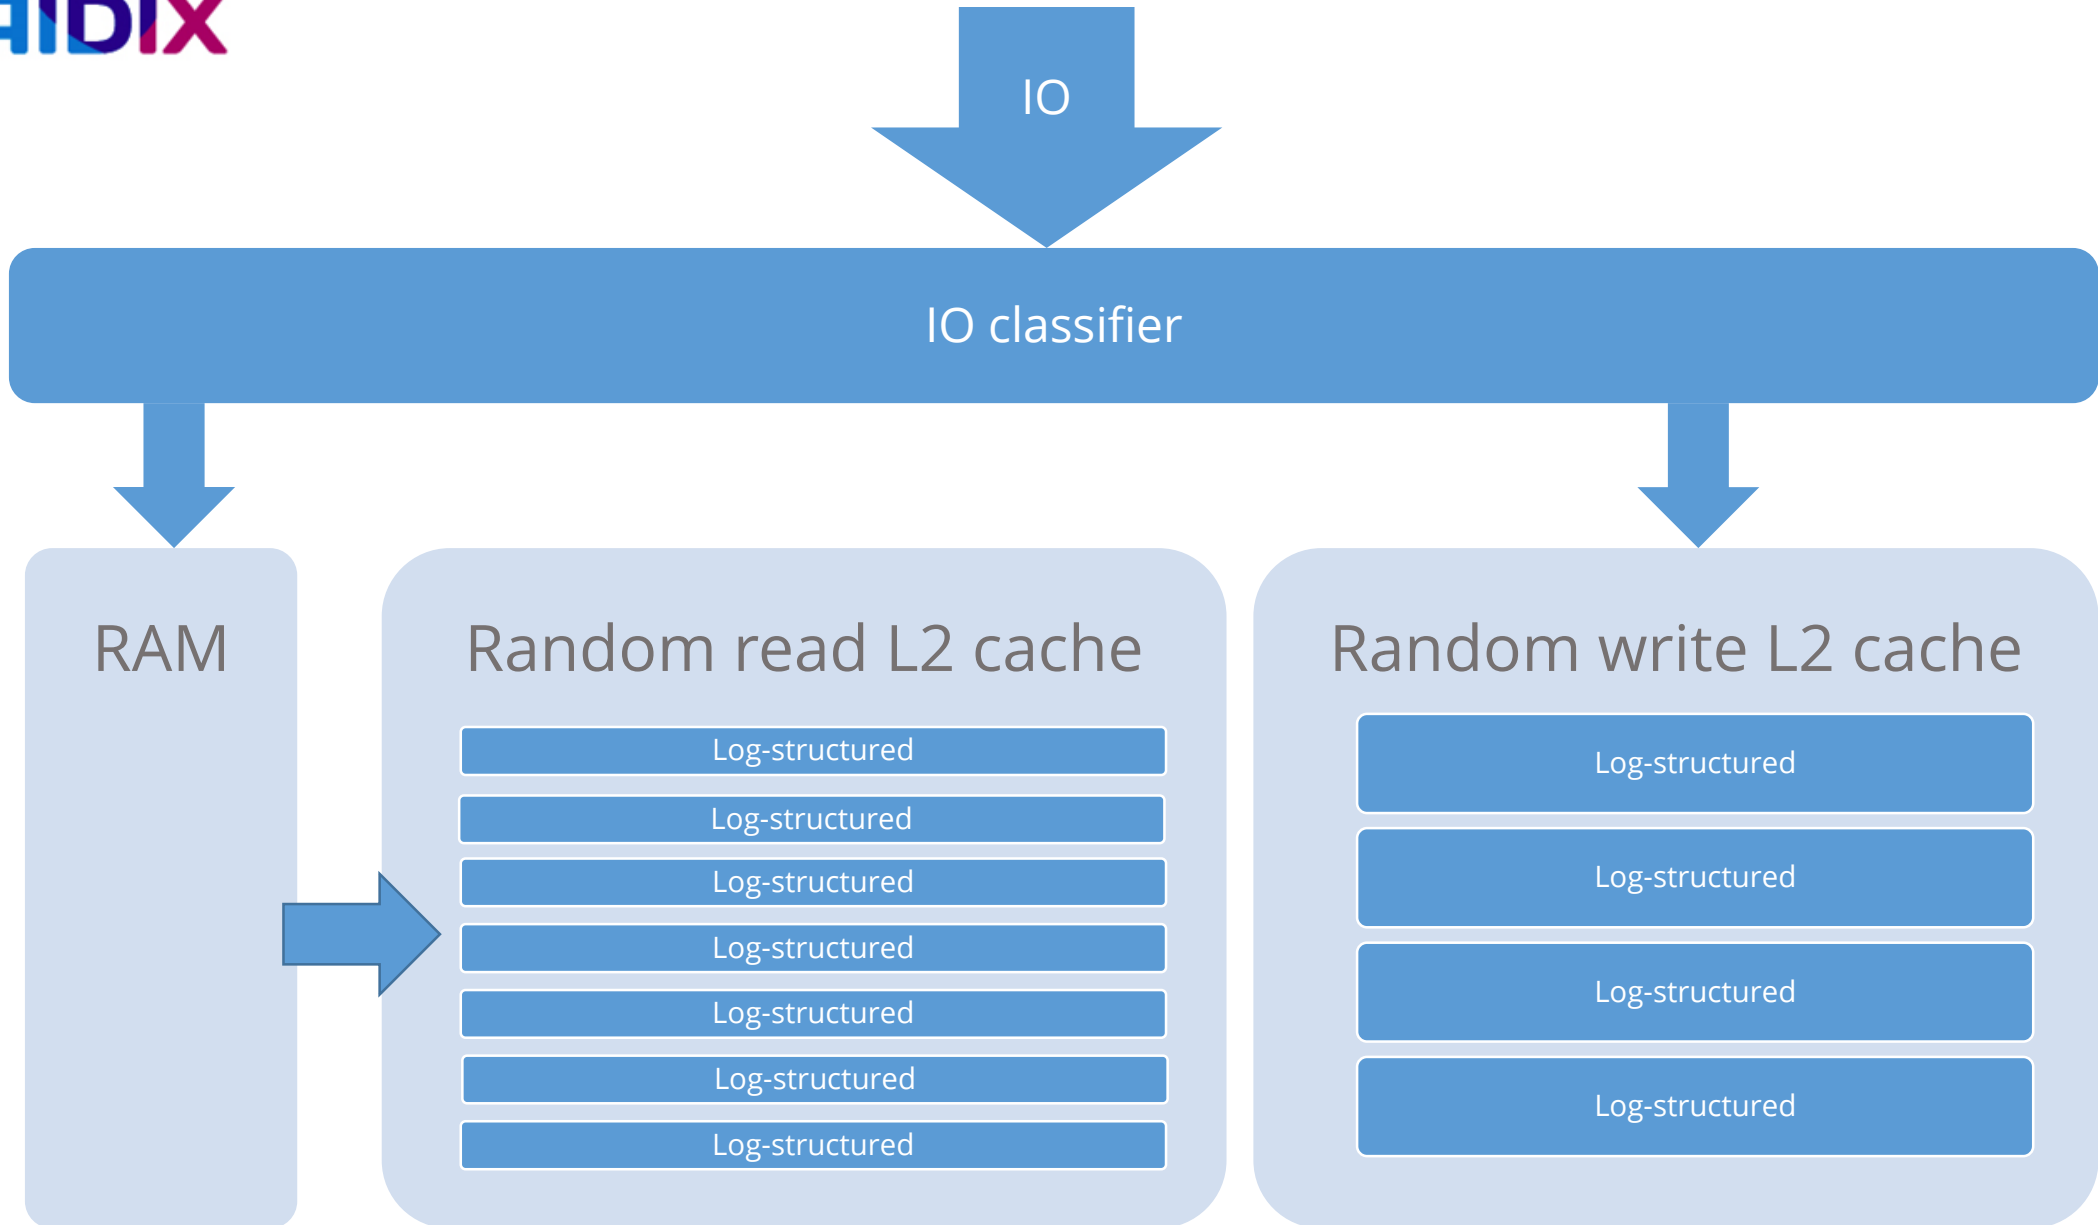 AIDIX
IO
IO classifier
RAM
Random read L2 cache
Random write L2 cache
Log-structured
Log-structured
Log-structured
Log-structured
Log-structured
Log-structured
Log-structured
Log-structured
Log-structured
Log-structured
Log-structured